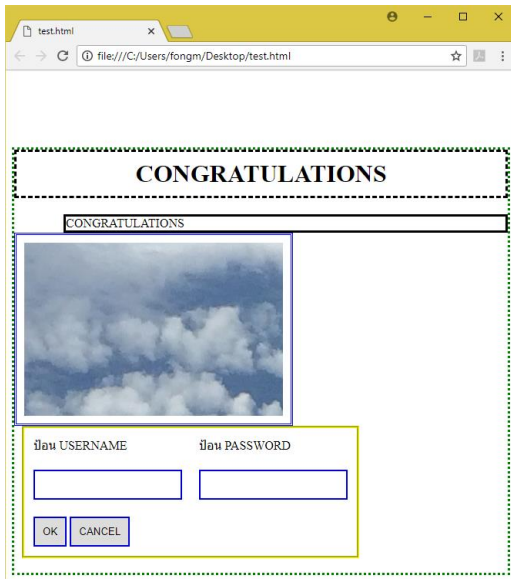 test.html
file:///C:/Users/fongm/Desktop/test.html
CONGRATULATIONS
CONGRATULATIONS
ป้อน USERNAME ป้อน PASSWORD
OK CANCEL